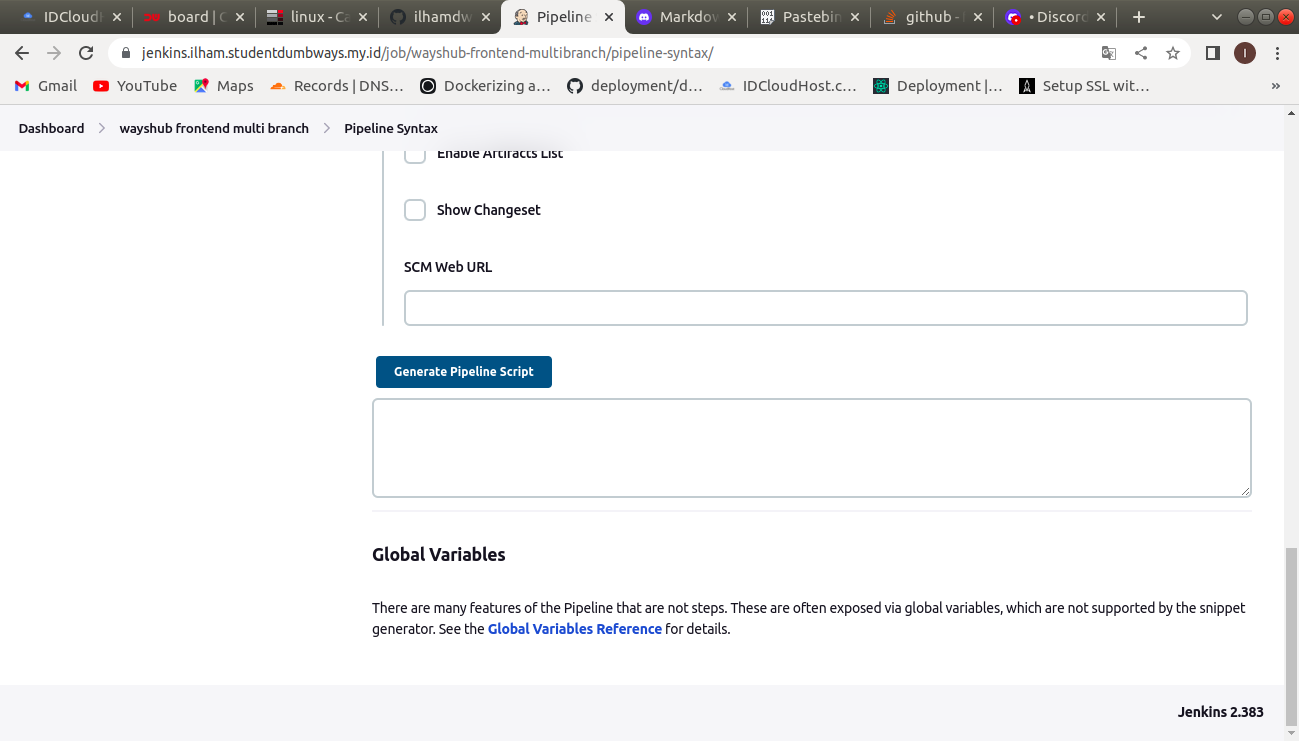 IDCloudH
board | C
linux - Ca
ilhamdw
Pipeline
Markdow
Pastebin
github -
• Discord
jenkins.ilham.studentdumbways.my.id/job/wayshub-frontend-multibranch/pipeline-syntax/
I
Gmail
YouTube
Maps
Records | DNS...
Dockerizing a...
deployment/d...
IDCloudHost.c...
Deployment |...
Setup SSL wit...
»
Dashboard
wayshub frontend multi branch
Pipeline Syntax
Enable Artifacts List
Show Changeset
SCM Web URL
Generate Pipeline Script
Global Variables
There are many features of the Pipeline that are not steps. These are often exposed via global variables, which are not supported by the snippet
generator. See the Global Variables Reference for details.
Jenkins 2.383